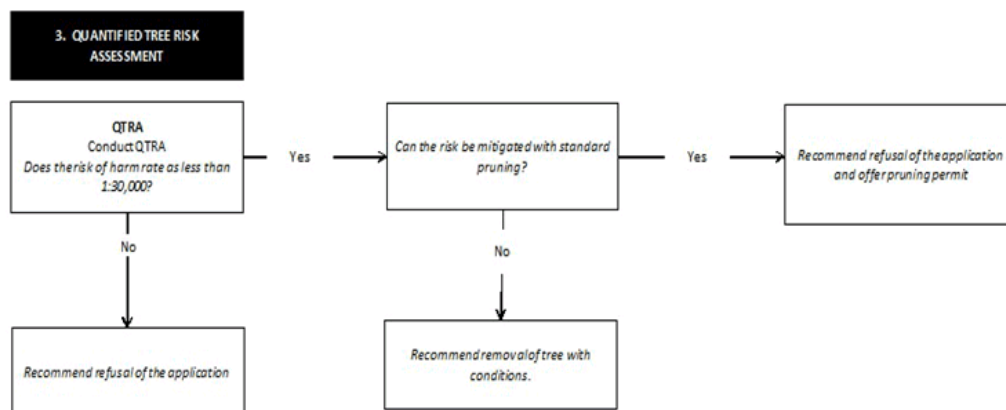 3. QUANTIFIED TREE RISK
ASSESSMENT
QTRA
Conduct QTRA
Does the risk of harm rate as less than
1:30,000?
Yes
Can the risk be mitigated with standard
pruning?
Yes
Recommend refusal of the application
and offer pruning permit
No
No
Recommend refusal of the application
Recommend removal of tree with
conditions.